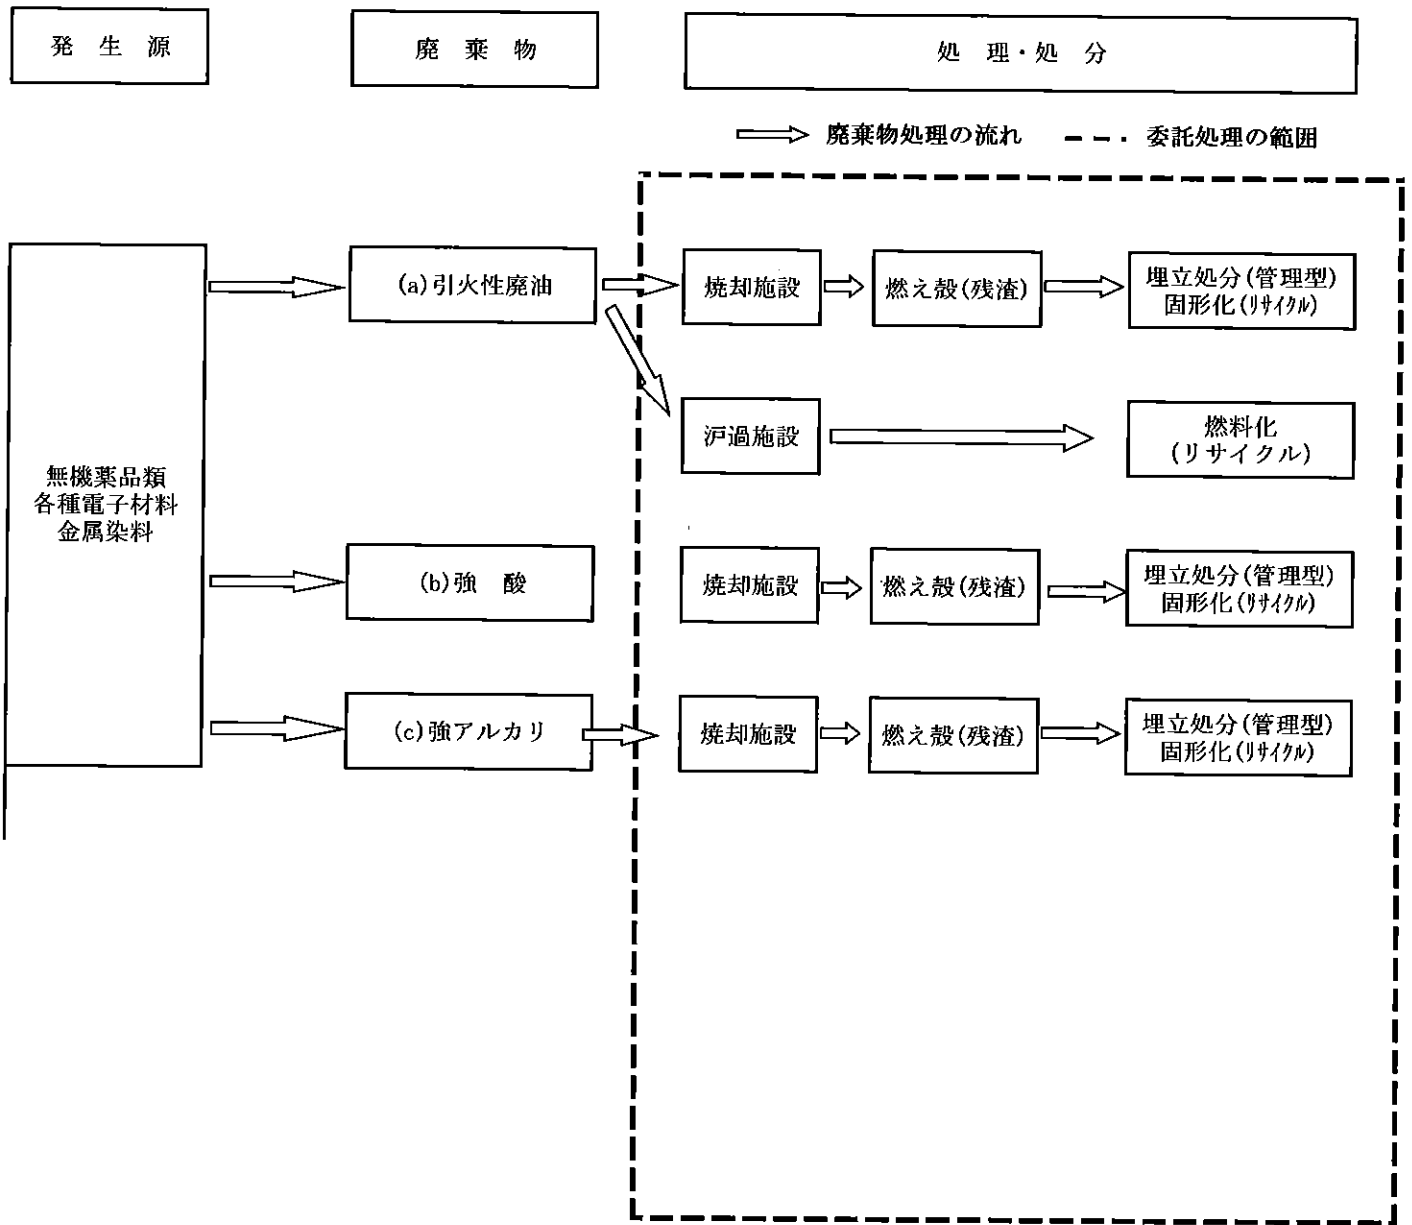 発生源
廃棄物
処理・処分
廃棄物処理の流れ
委託処理の範囲
無機薬品類
各種電子材料
金属染料
(a)引火性廃油
焼却施設
燃え殻(残渣)
埋立処分(管理型)
固形化(ﾘｻｲｸﾙ)
沪過施設
燃料化
(リサイクル)
(b)強 酸
焼却施設
燃え殻(残渣)
埋立処分(管理型)
固形化(ﾘｻｲｸﾙ)
(c)強アルカリ
焼却施設
燃え殻(残渣)
埋立処分(管理型)
固形化(ﾘｻｲｸﾙ)